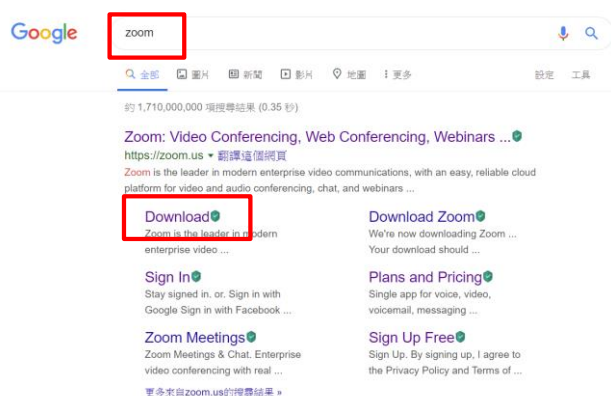 Google
zoom
全部 圖片 新聞 影片 地圖 更多 設定 工具
約 1,710,000,000 項搜尋結果 (0.35 秒)
Zoom: Video Conferencing, Web Conferencing, Webinars ...
https://zoom.us ▾ 翻譯這個網頁
Zoom is the leader in modern enterprise video communications, with an easy, reliable cloud
platform for video and audio conferencing, chat, and webinars ...
Download
Zoom is the leader in modern
enterprise video ...
Download Zoom
We're now downloading Zoom ...
Your download should ...
Sign In
Stay signed in. or. Sign in with
Google Sign in with Facebook ...
Plans and Pricing
Single app for voice, video,
voicemail, messaging ...
Zoom Meetings
Zoom Meetings & Chat. Enterprise
video conferencing with real ...
Sign Up Free
Sign Up. By signing up, I agree to
the Privacy Policy and Terms of ...
更多來自zoom.us的搜尋結果 »